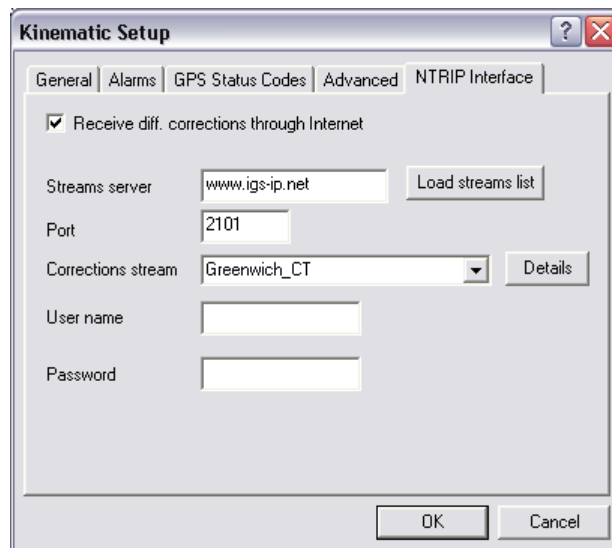 Kinematic Setup
General Alarms GPS Status Codes Advanced NTRIP Interface
Receive diff. corrections through Internet
Streams server www.igs-ip.net Load streams list
Port 2101
Corrections stream Greenwich_CT Details
User name
Password
OK Cancel